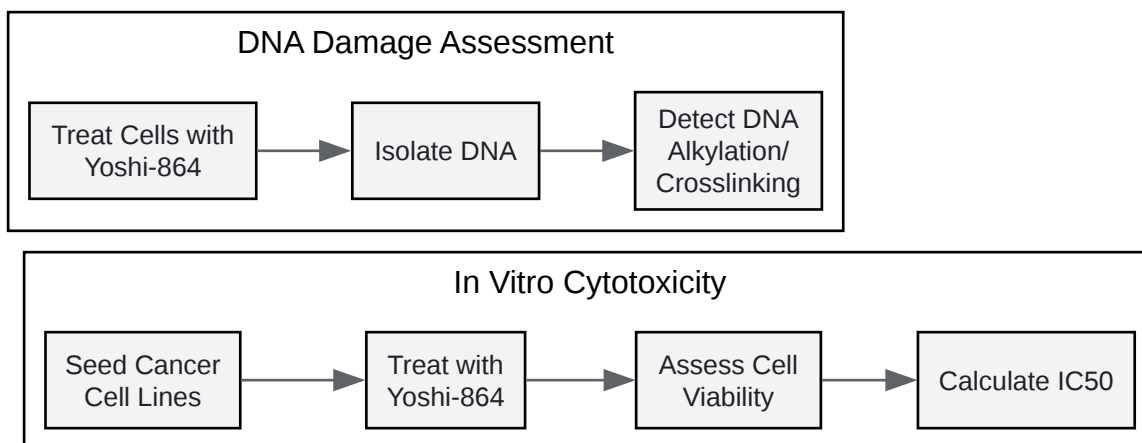 DNA Damage Assessment
Treat Cells with
Yoshi-864
Isolate DNA
Detect DNA
Alkylation/
Crosslinking
In Vitro Cytotoxicity
Seed Cancer
Cell Lines
Treat with
Yoshi-864
Assess Cell
Viability
Calculate IC50